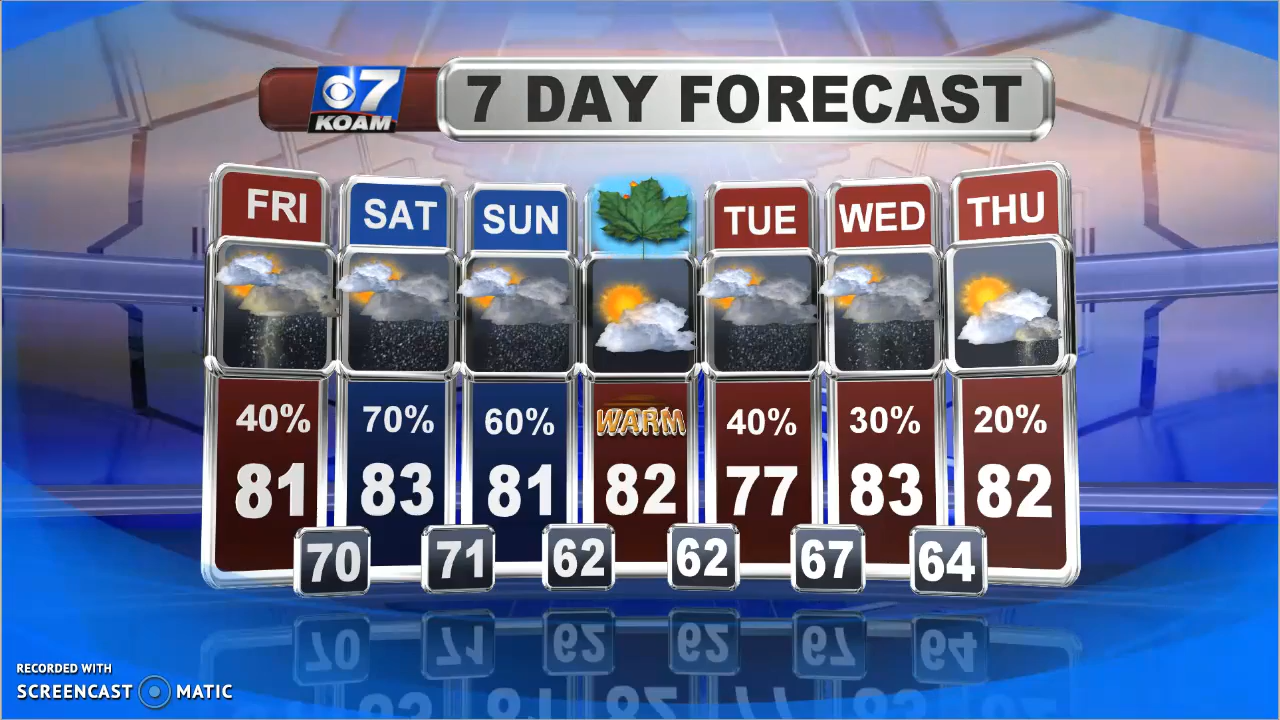 7
KOAM
7 DAY FORECAST
FRI SAT SUN TUE WED THU
40% 70% 60% WARM 40% 30% 20%
81 83 81 82 77 83 82
70 71 62 62 67 64
RECORDED WITH
SCREENCAST MATIC